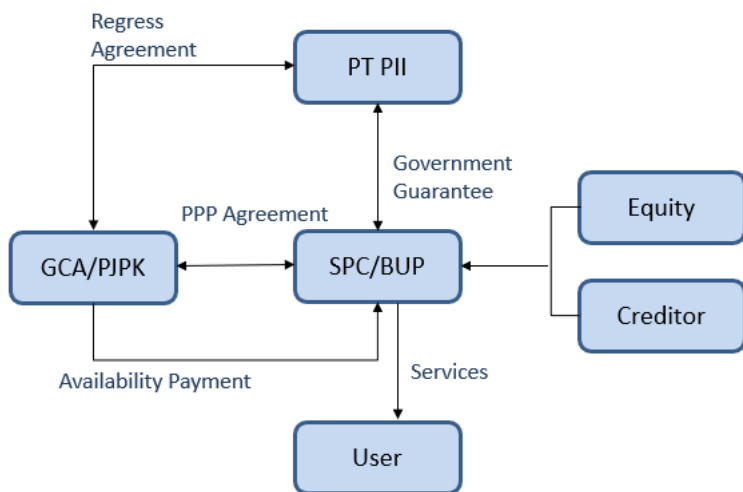 Regress
Agreement
PT PII
Government
Guarantee
Equity
PPP Agreement
GCA/PJPK
SPC/BUP
Creditor
Availability Payment
Services
User